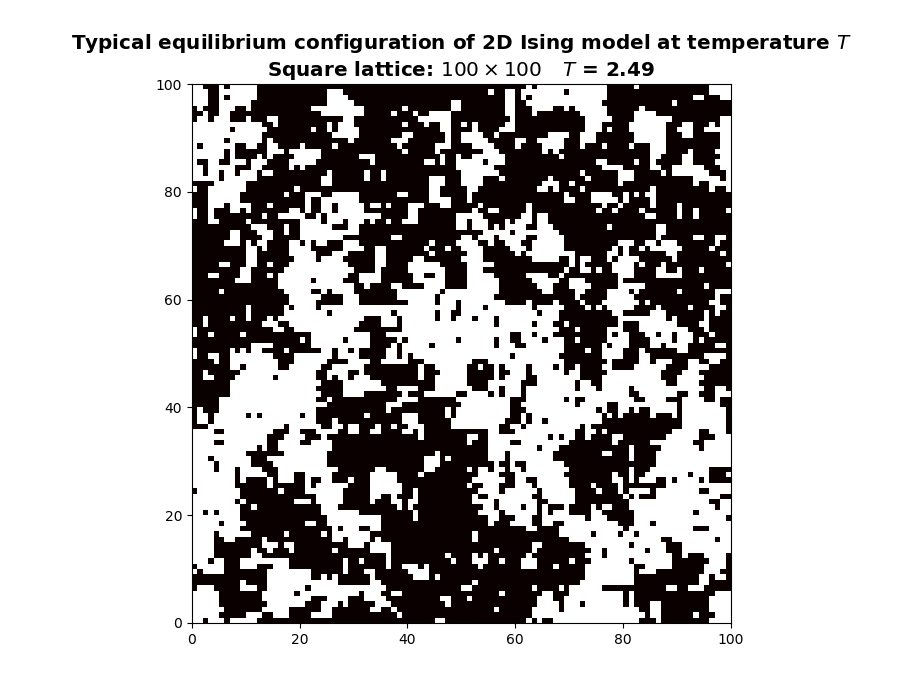 Typical equilibrium configuration of 2D Ising model at temperature T
Square lattice: 100 × 100 T = 2.49
100
80
60
40
20
0
0 20 40 60 80 100